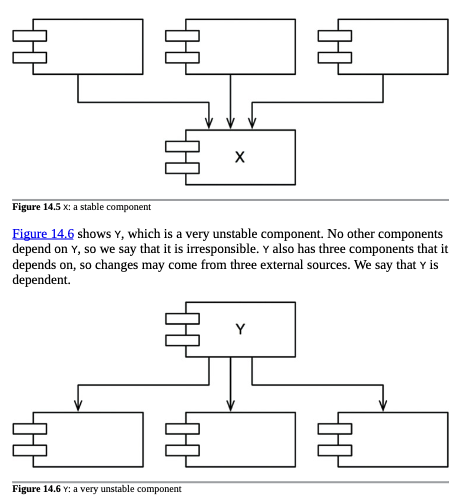 X
Figure 14.5 X: a stable component
Figure 14.6 shows Y, which is a very unstable component. No other components
depend on Y, so we say that it is irresponsible. Y also has three components that it
depends on, so changes may come from three external sources. We say that Y is
dependent.
Y
Figure 14.6 Y: a very unstable component